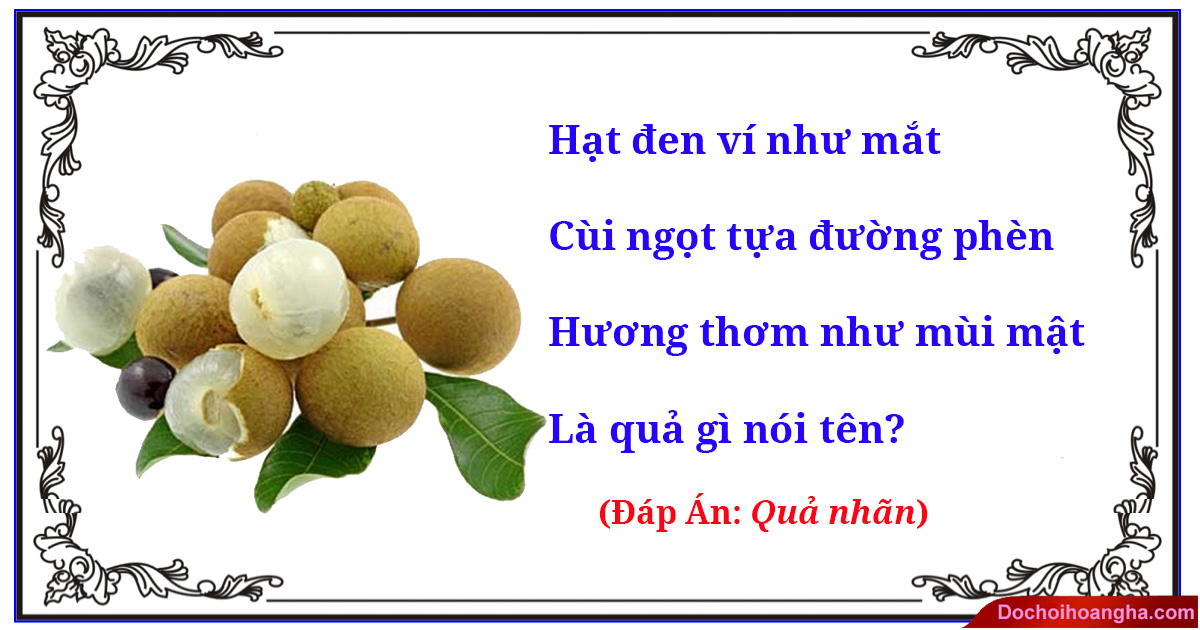 Hạt đen ví như mắt
Cùi ngọt tựa đường phèn
Hương thơm như mùi mật
Là quả gì nói tên?
(Đáp Án: Quả nhãn)
Dochoihoangha.com